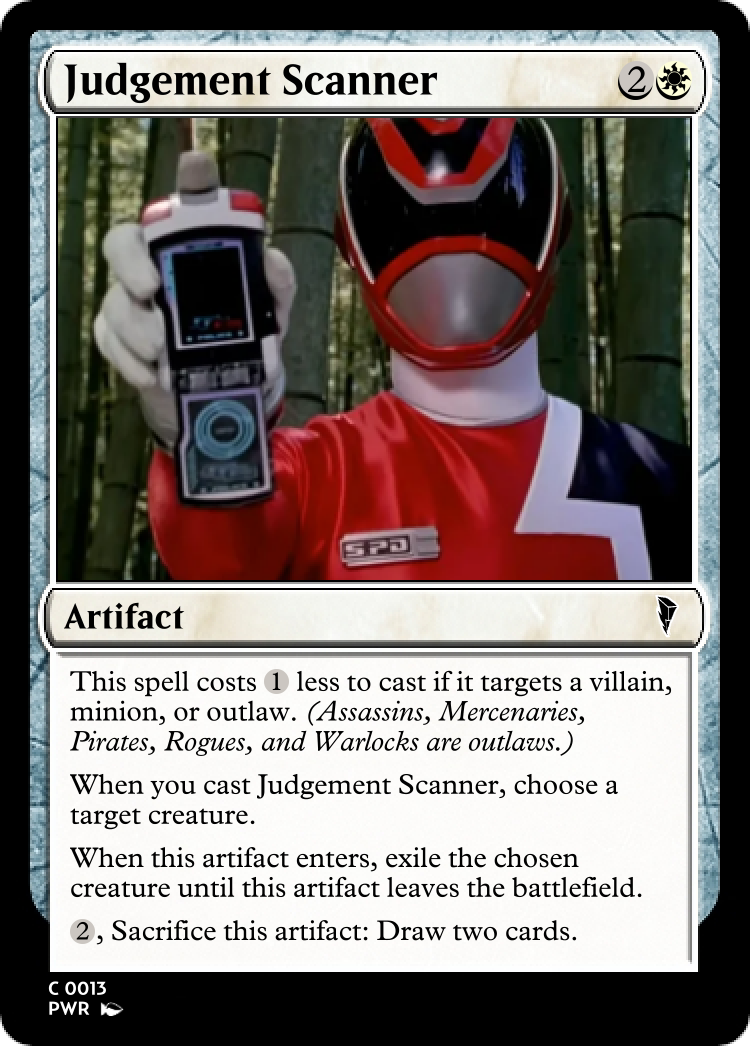 Judgement Scanner 2
SPD
Artifact
This spell costs 1 less to cast if it targets a villain,
minion, or outlaw. (Assassins, Mercenaries,
Pirates, Rogues, and Warlocks are outlaws.)
When you cast Judgement Scanner, choose a
target creature.
When this artifact enters, exile the chosen
creature until this artifact leaves the battlefield.
2, Sacrifice this artifact: Draw two cards.
C 0013
PWR